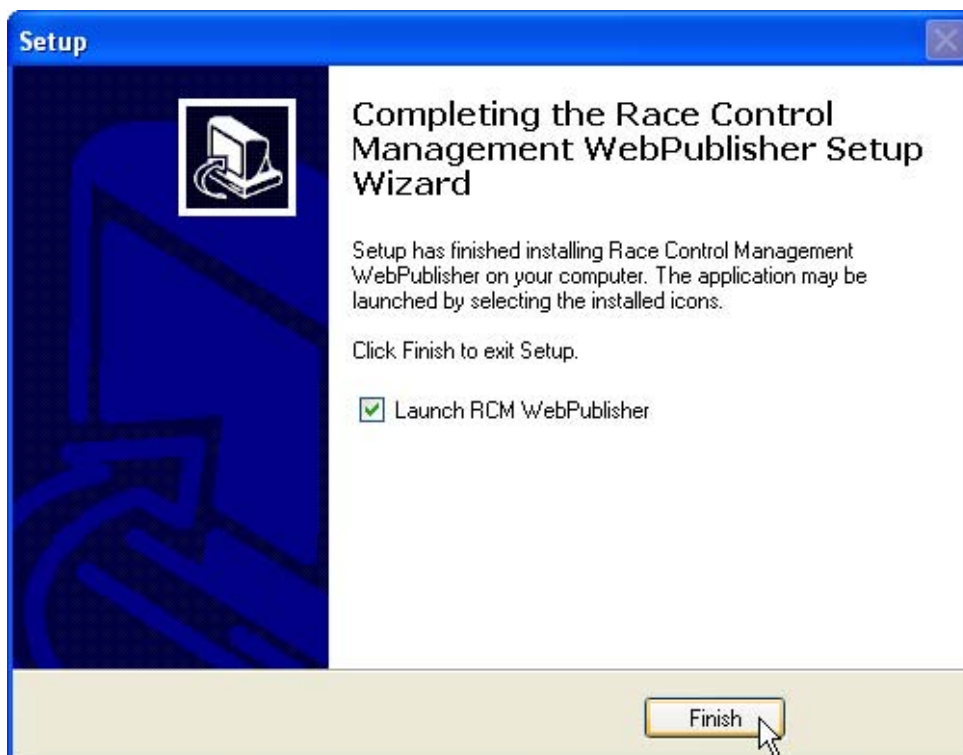 Setup
Completing the Race Control
Management WebPublisher Setup
Wizard
Setup has finished installing Race Control Management
WebPublisher on your computer. The application may be
launched by selecting the installed icons.
Click Finish to exit Setup.
Launch RCM WebPublisher
Finish